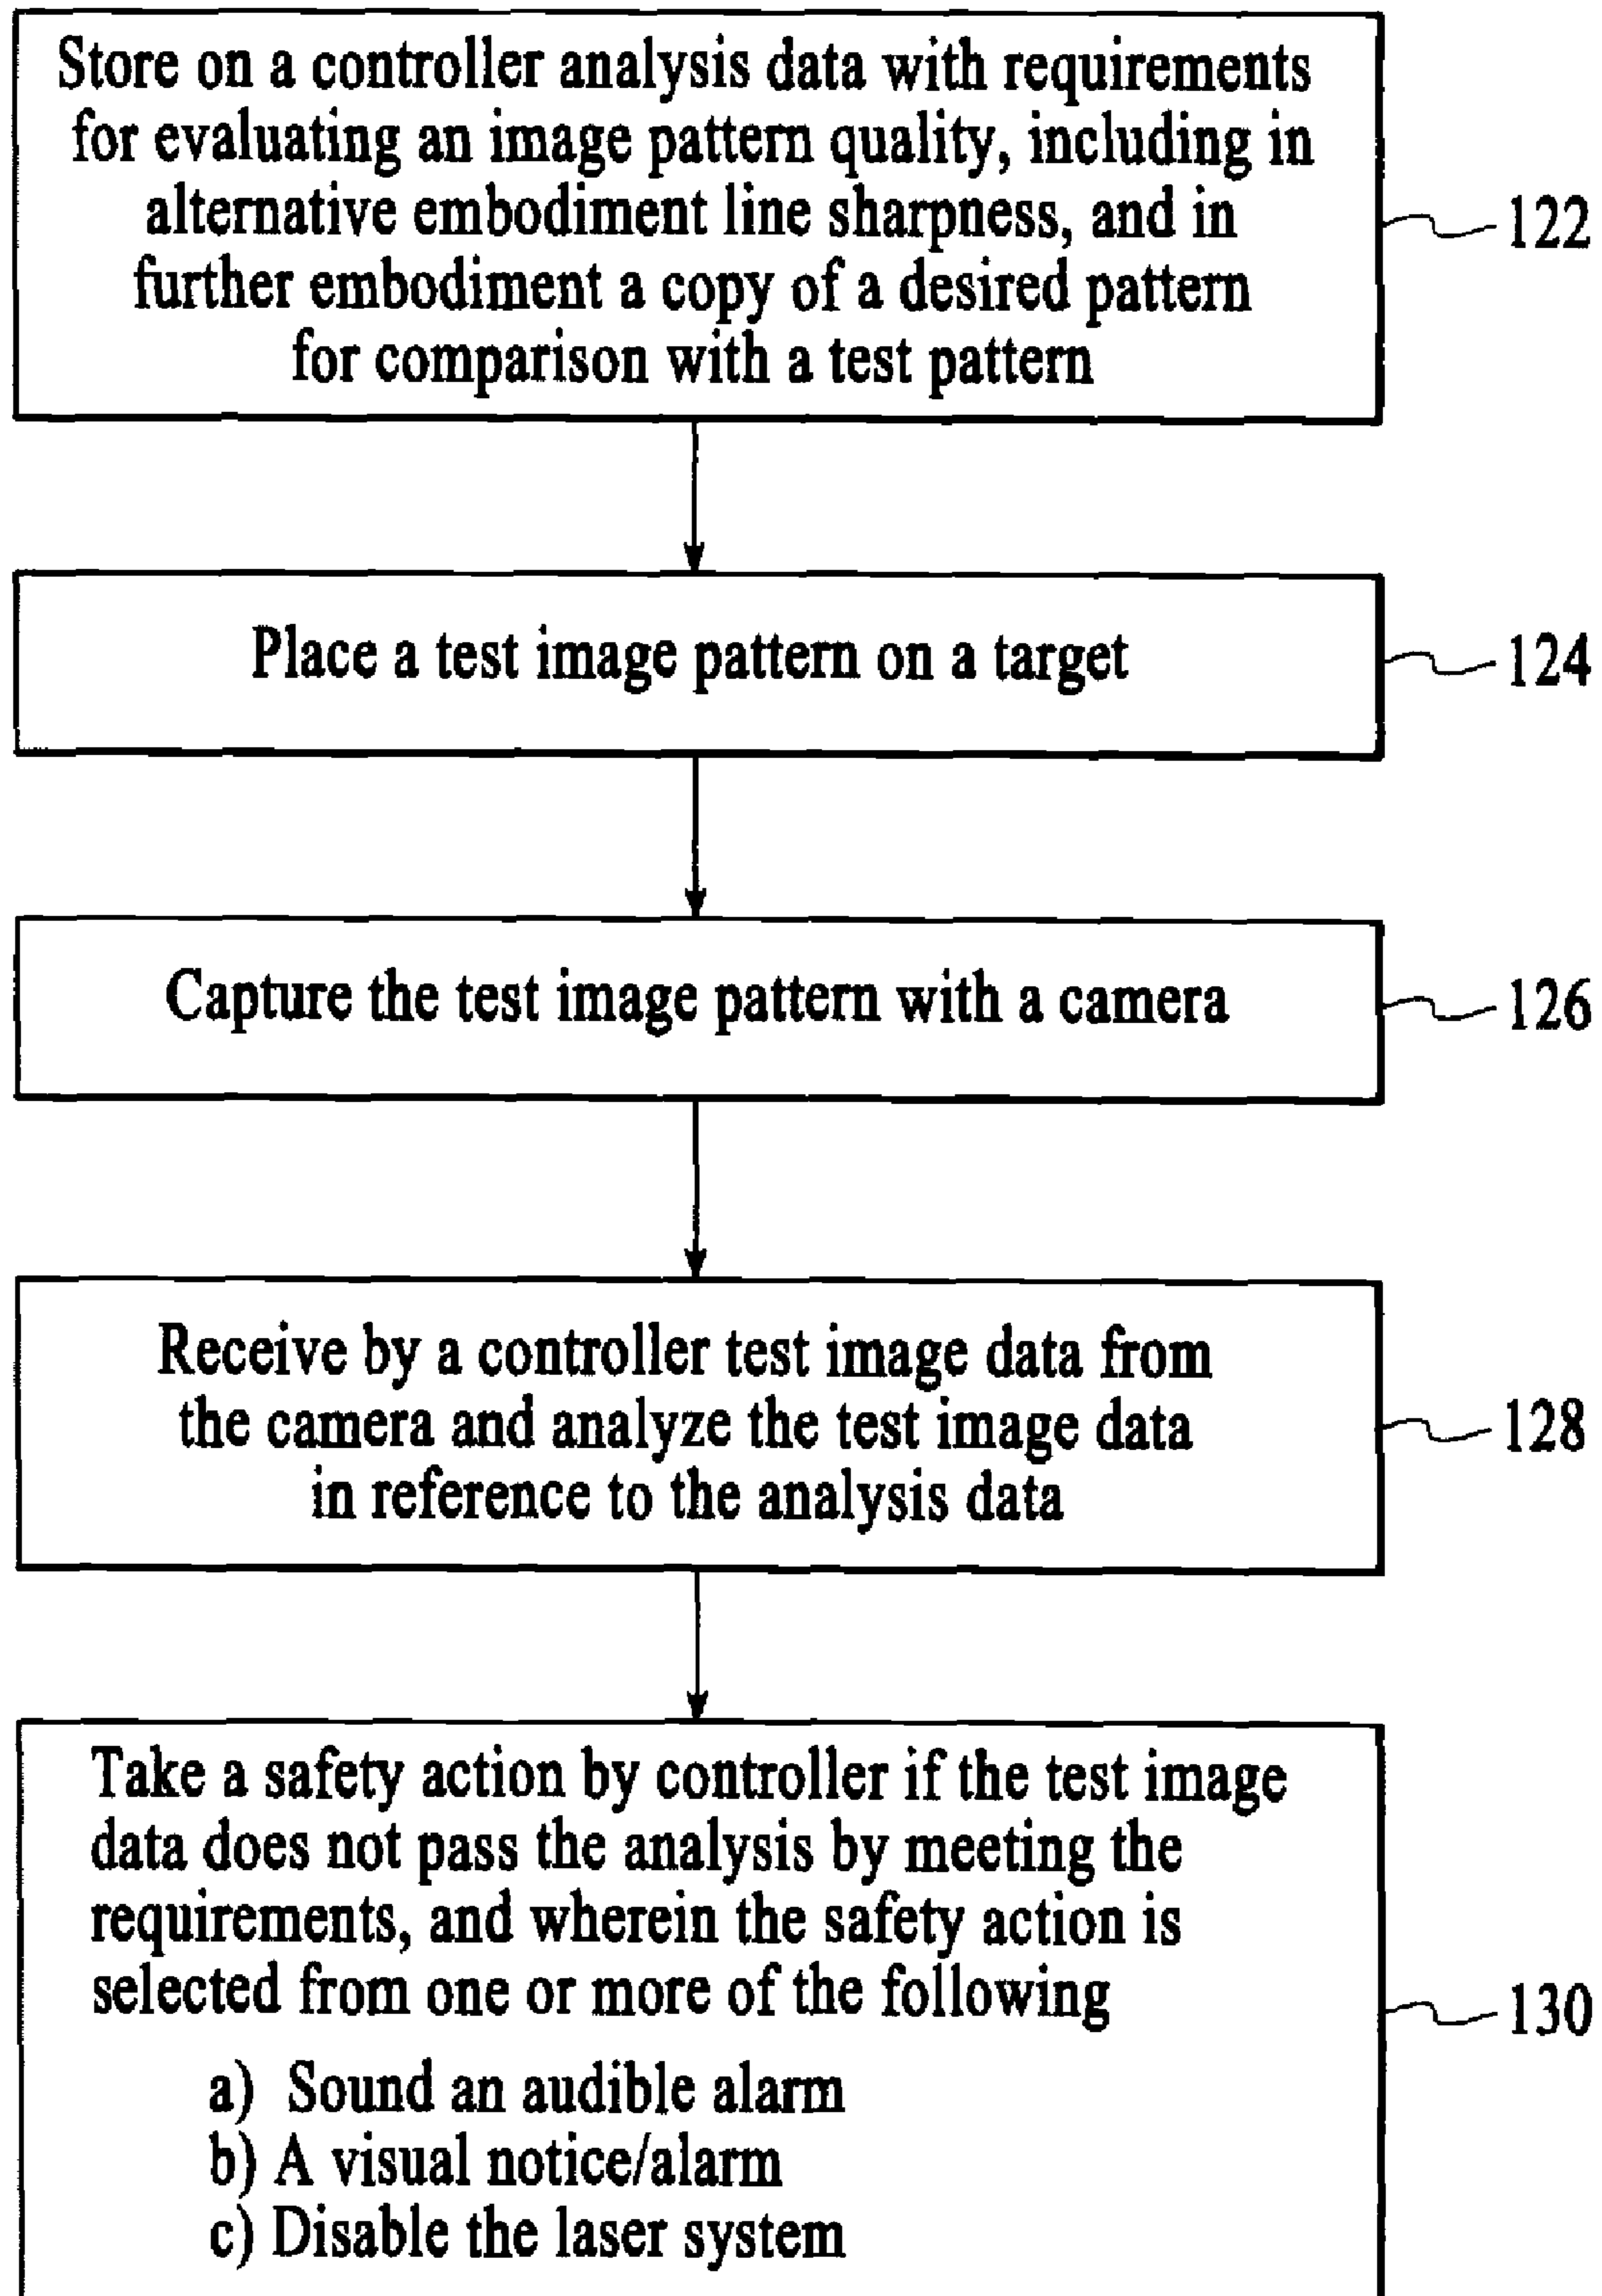 Store on a controller analysis data with requirements
for evaluating an image pattern quality, including in
alternative embodiment line sharpness, and in
further embodiment a copy of a desired pattern
for comparison with a test pattern
122
Place a test image pattern on a target
124
Capture the test image pattern with a camera
126
Receive by a controller test image data from
the camera and analyze the test image data
in reference to the analysis data
128
Take a safety action by controller if the test image
data does not pass the analysis by meeting the
requirements, and wherein the safety action is
selected from one or more of the following
130
a) Sound an audible alarm
b) A visual notice/alarm
c) Disable the laser system